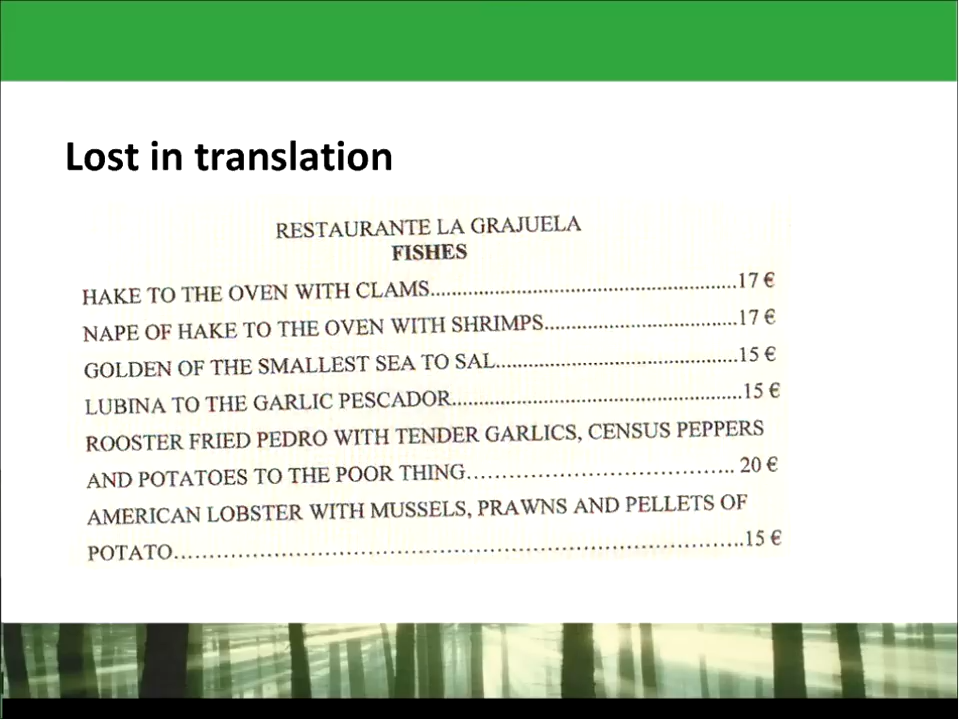 Lost in translation
RESTAURANTE LA GRAJUELA
FISHES
HAKE TO THE OVEN WITH CLAMS..........................................................17 €
NAPE OF HAKE TO THE OVEN WITH SHRIMPS....................................17 €
GOLDEN OF THE SMALLEST SEA TO SAL.............................................15 €
LUBINA TO THE GARLIC PESCADOR......................................................15 €
ROOSTER FRIED PEDRO WITH TENDER GARLICS, CENSUS PEPPERS
AND POTATOES TO THE POOR THING…………………………….. 20 €
AMERICAN LOBSTER WITH MUSSELS, PRAWNS AND PELLETS OF
POTATO……………………………………………………………………..15 €